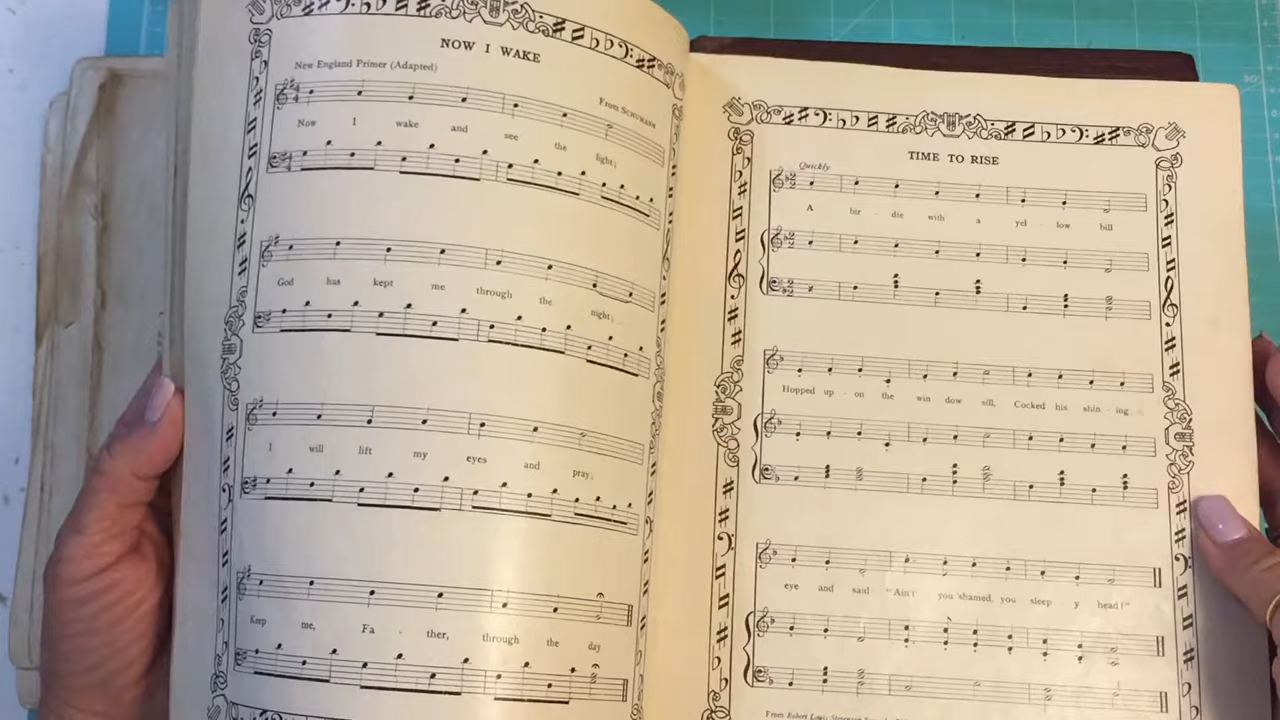 NOW I WAKE
New England Primer (Adapted)
From SCHUMANN
Now I wake and see the light;
God has kept me through the night;
I will lift my eyes and pray;
Keep me, Fa - ther, through the day
TIME TO RISE
Quickly
A bir - die with a yel - low bill
Hopped up - on the win - dow sill, Cocked his shin - ing
eye and said "Ain't you 'shamed, you sleep - y head!"
From Robert Louis Stevenson